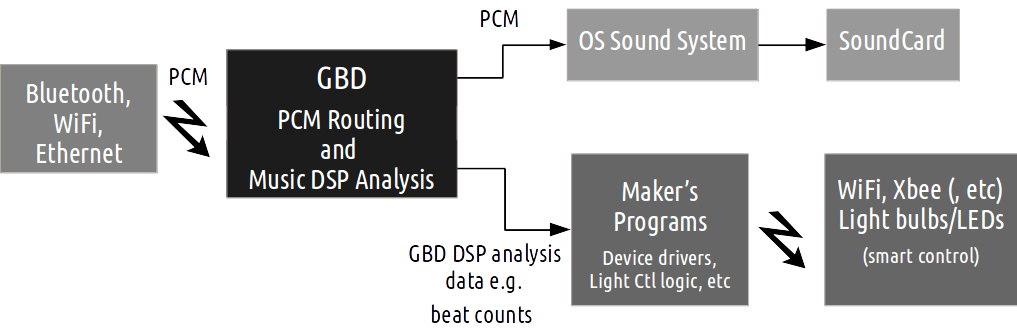 Bluetooth,
WiFi,
Ethernet
PCM
GBD
PCM Routing
and
Music DSP Analysis
PCM
OS Sound System
SoundCard
GBD DSP analysis
data e.g.
beat counts
Maker's
Programs
Device drivers,
Light Ctl logic, etc
WiFi, Xbee (, etc)
Light bulbs/LEDs
(smart control)